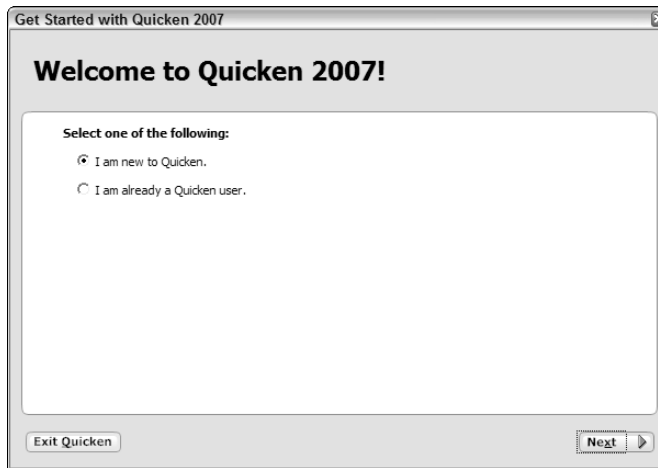 Get Started with Quicken 2007
Welcome to Quicken 2007!
Select one of the following:
I am new to Quicken.
I am already a Quicken user.
Exit Quicken
Next